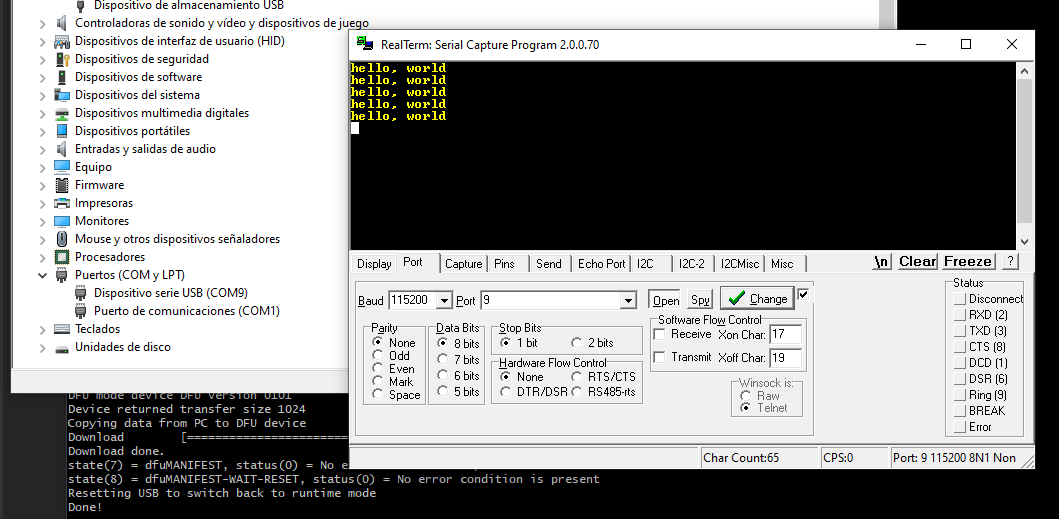 Dispositivo de almacenamiento USB
Controladoras de sonido y vídeo y dispositivos de juego
Dispositivos de interfaz de usuario (HID)
Dispositivos de seguridad
Dispositivos de software
Dispositivos del sistema
Dispositivos multimedia digitales
Dispositivos portátiles
Entradas y salidas de audio
Equipo
Firmware
Impresoras
Monitores
Mouse y otros dispositivos señaladores
Procesadores
Puertos (COM y LPT)
Dispositivo serie USB (COM9)
Puerto de comunicaciones (COM1)
Teclados
Unidades de disco
RealTerm: Serial Capture Program 2.0.0.70
hello, world
hello, world
hello, world
hello, world
hello, world
Display Port Capture Pins Send Echo Port I2C I2C-2 I2CMisc Misc \n Clear Freeze ?
Baud 115200 Port 9 Open Spy Change
Parity
None
Odd
Even
Mark
Space
Data Bits
8 bits
7 bits
6 bits
5 bits
Stop Bits
1 bit 2 bits
Hardware Flow Control
None RTS/CTS
DTR/DSR RS485-rts
Software Flow Control
Receive Xon Char: 17
Transmit Xoff Char: 19
Winsock is:
Raw
Telnet
Status
Disconnect
RXD (2)
TXD (3)
CTS (8)
DCD (1)
DSR (6)
Ring (9)
BREAK
Error
Char Count:65 CPS:0 Port: 9 115200 8N1 Non
DFU mode device DFU version 0101
Device returned transfer size 1024
Copying data from PC to DFU device
Download [=======================
Download done.
state(7) = dfuMANIFEST, status(0) = No e
state(8) = dfuMANIFEST-WAIT-RESET, status(0) = No error condition is present
Resetting USB to switch back to runtime mode
Done!